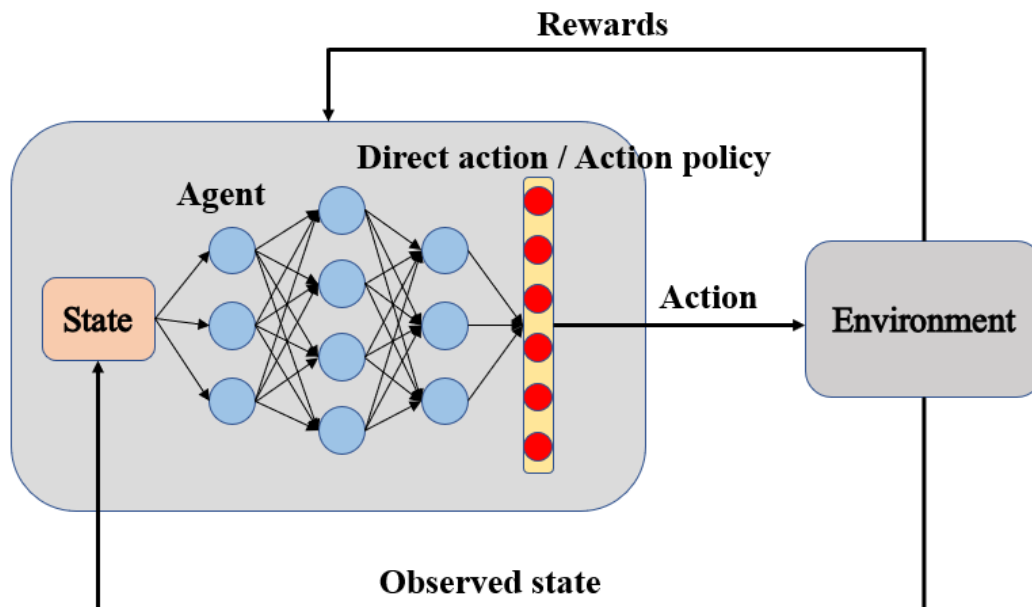 Rewards
Direct action / Action policy
Agent
State
Action
Environment
Observed state